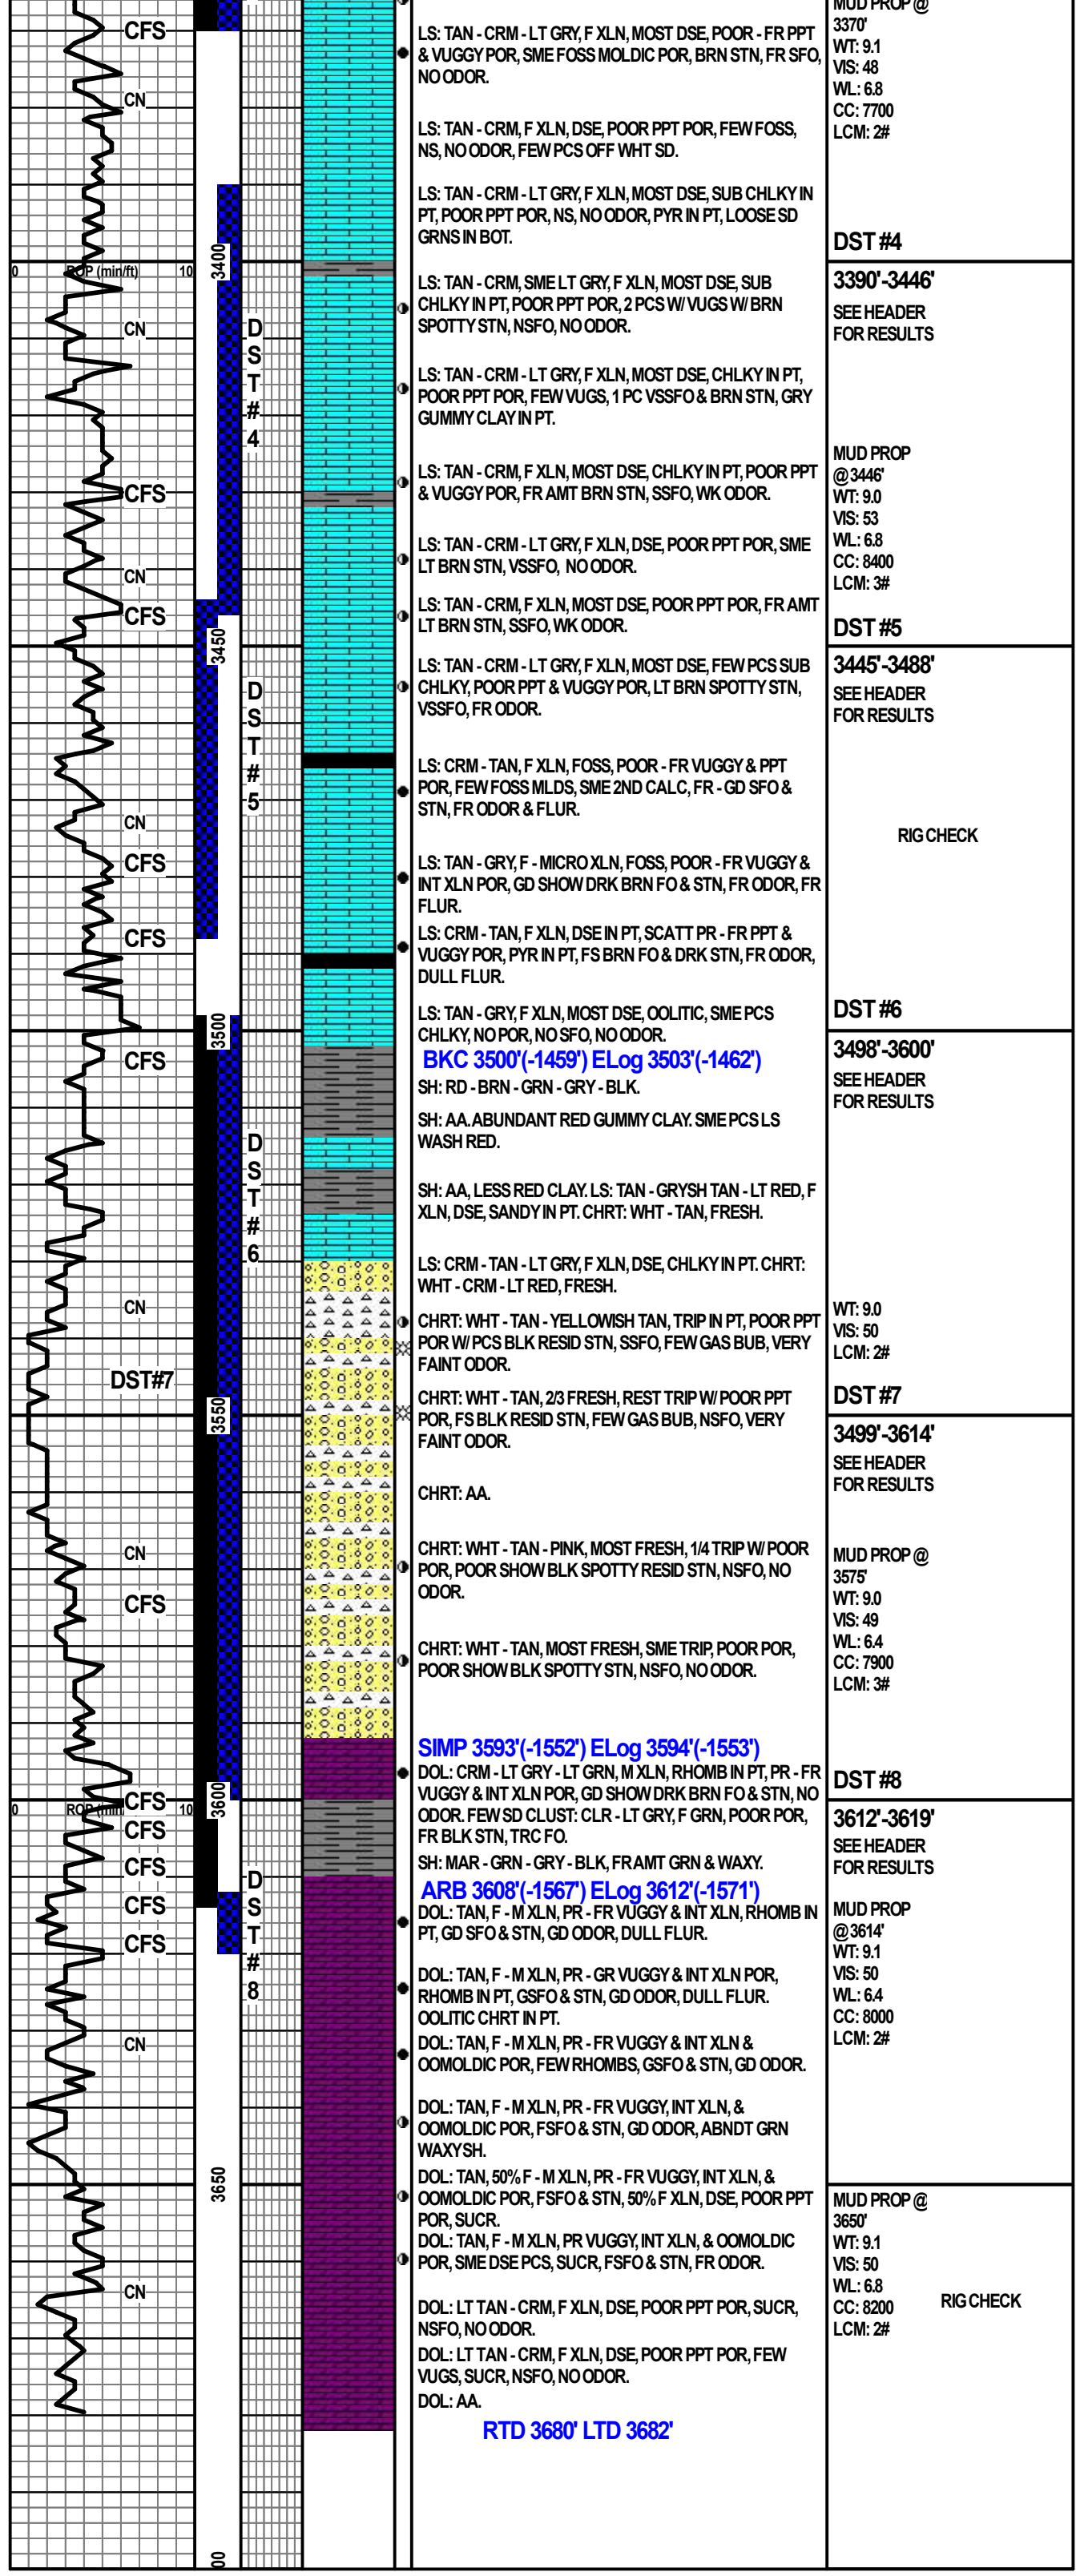 CFS
CN
0 ROP (min/ft) 10
CN
CFS
CN
CFS
CN
CFS
CFS
CFS
CN
DST#7
CN
CFS
0 10
CFS
CFS
CFS
CFS
CFS
CN
CN
3400
3450
3500
3550
3600
3650
00
DST#4
DST#5
DST#6
DST#8
LS: TAN - CRM - LT GRY, F XLN, MOST DSE, POOR - FR PPT
& VUGGY POR, SME FOSS MOLDIC POR, BRN STN, FR SFO,
NO ODOR.
LS: TAN - CRM, F XLN, DSE, POOR PPT POR, FEW FOSS,
NS, NO ODOR, FEW PCS OFF WHT SD.
LS: TAN - CRM - LT GRY, F XLN, MOST DSE, SUB CHLKY IN
PT, POOR PPT POR, NS, NO ODOR, PYR IN PT, LOOSE SD
GRNS IN BOT.
LS: TAN - CRM, SME LT GRY, F XLN, MOST DSE, SUB
CHLKY IN PT, POOR PPT POR, 2 PCS W/ VUGS W/ BRN
SPOTTY STN, NSFO, NO ODOR.
LS: TAN - CRM - LT GRY, F XLN, MOST DSE, CHLKY IN PT,
POOR PPT POR, FEW VUGS, 1 PC VSSFO & BRN STN, GRY
GUMMY CLAY IN PT.
LS: TAN - CRM, F XLN, MOST DSE, CHLKY IN PT, POOR PPT
& VUGGY POR, FR AMT BRN STN, SSFO, WK ODOR.
LS: TAN - CRM - LT GRY, F XLN, DSE, POOR PPT POR, SME
LT BRN STN, VSSFO, NO ODOR.
LS: TAN - CRM, F XLN, MOST DSE, POOR PPT POR, FR AMT
LT BRN STN, SSFO, WK ODOR.
LS: TAN - CRM - LT GRY, F XLN, MOST DSE, FEW PCS SUB
CHLKY, POOR PPT & VUGGY POR, LT BRN SPOTTY STN,
VSSFO, FR ODOR.
LS: CRM - TAN, F XLN, FOSS, POOR - FR VUGGY & PPT
POR, FEW FOSS MLDS, SME 2ND CALC, FR - GD SFO &
STN, FR ODOR & FLUR.
LS: TAN - GRY, F - MICRO XLN, FOSS, POOR - FR VUGGY &
INT XLN POR, GD SHOW DRK BRN FO & STN, FR ODOR, FR
FLUR.
LS: CRM - TAN, F XLN, DSE IN PT, SCATT PR - FR PPT &
VUGGY POR, PYR IN PT, FS BRN FO & DRK STN, FR ODOR,
DULL FLUR.
LS: TAN - GRY, F XLN, MOST DSE, OOLITIC, SME PCS
CHLKY, NO POR, NO SFO, NO ODOR.
BKC 3500'(-1459') ELog 3503'(-1462')
SH: RD - BRN - GRN - GRY - BLK.
SH: AA. ABUNDANT RED GUMMY CLAY. SME PCS LS
WASH RED.
SH: AA, LESS RED CLAY. LS: TAN - GRYSH TAN - LT RED, F
XLN, DSE, SANDY IN PT. CHRT: WHT - TAN, FRESH.
LS: CRM - TAN - LT GRY, F XLN, DSE, CHLKY IN PT. CHRT:
WHT - CRM - LT RED, FRESH.
CHRT: WHT - TAN - YELLOWISH TAN, TRIP IN PT, POOR PPT
POR W/ PCS BLK RESID STN, SSFO, FEW GAS BUB, VERY
FAINT ODOR.
CHRT: WHT - TAN, 2/3 FRESH, REST TRIP W/ POOR PPT
POR, FS BLK RESID STN, FEW GAS BUB, NSFO, VERY
FAINT ODOR.
CHRT: AA.
CHRT: WHT - TAN - PINK, MOST FRESH, 1/4 TRIP W/ POOR
POR, POOR SHOW BLK SPOTTY RESID STN, NSFO, NO
ODOR.
CHRT: WHT - TAN, MOST FRESH, SME TRIP, POOR POR,
POOR SHOW BLK SPOTTY STN, NSFO, NO ODOR.
SIMP 3593'(-1552') ELog 3594'(-1553')
DOL: CRM - LT GRY - LT GRN, M XLN, RHOMB IN PT, PR - FR
VUGGY & INT XLN POR, GD SHOW DRK BRN FO & STN, NO
ODOR. FEW SD CLUST: CLR - LT GRY, F GRN, POOR POR,
FR BLK STN, TRC FO.
SH: MAR - GRN - GRY - BLK, FR AMT GRN & WAXY.
ARB 3608'(-1567') ELog 3612'(-1571')
DOL: TAN, F - M XLN, PR - FR VUGGY & INT XLN, RHOMB IN
PT, GD SFO & STN, GD ODOR, DULL FLUR.
DOL: TAN, F - M XLN, PR - GR VUGGY & INT XLN POR,
RHOMB IN PT, GSFO & STN, GD ODOR, DULL FLUR.
OOLITIC CHRT IN PT.
DOL: TAN, F - M XLN, PR - FR VUGGY & INT XLN &
OOMOLDIC POR, FEW RHOMBS, GSFO & STN, GD ODOR.
DOL: TAN, F - M XLN, PR - FR VUGGY, INT XLN, &
OOMOLDIC POR, FSFO & STN, GD ODOR, ABNDT GRN
WAXY SH.
DOL: TAN, 50% F - M XLN, PR - FR VUGGY, INT XLN, &
OOMOLDIC POR, FSFO & STN, 50% F XLN, DSE, POOR PPT
POR, SUCR.
DOL: TAN, F - M XLN, PR VUGGY, INT XLN, & OOMOLDIC
POR, SME DSE PCS, SUCR, FSFO & STN, FR ODOR.
DOL: LT TAN - CRM, F XLN, DSE, POOR PPT POR, SUCR,
NSFO, NO ODOR.
DOL: LT TAN - CRM, F XLN, DSE, POOR PPT POR, FEW
VUGS, SUCR, NSFO, NO ODOR.
DOL: AA.
RTD 3680' LTD 3682'
MUD PROP @
3370'
WT: 9.1
VIS: 48
WL: 6.8
CC: 7700
LCM: 2#
DST #4
3390'-3446'
SEE HEADER
FOR RESULTS
MUD PROP
@3446'
WT: 9.0
VIS: 53
WL: 6.8
CC: 8400
LCM: 3#
DST #5
3445'-3488'
SEE HEADER
FOR RESULTS
RIG CHECK
DST #6
3498'-3600'
SEE HEADER
FOR RESULTS
WT: 9.0
VIS: 50
LCM: 2#
DST #7
3499'-3614'
SEE HEADER
FOR RESULTS
MUD PROP @
3575'
WT: 9.0
VIS: 49
WL: 6.4
CC: 7900
LCM: 3#
DST #8
3612'-3619'
SEE HEADER
FOR RESULTS
MUD PROP
@3614'
WT: 9.1
VIS: 50
WL: 6.4
CC: 8000
LCM: 2#
MUD PROP @
3650'
WT: 9.1
VIS: 50
WL: 6.8
CC: 8200
LCM: 2#
RIG CHECK